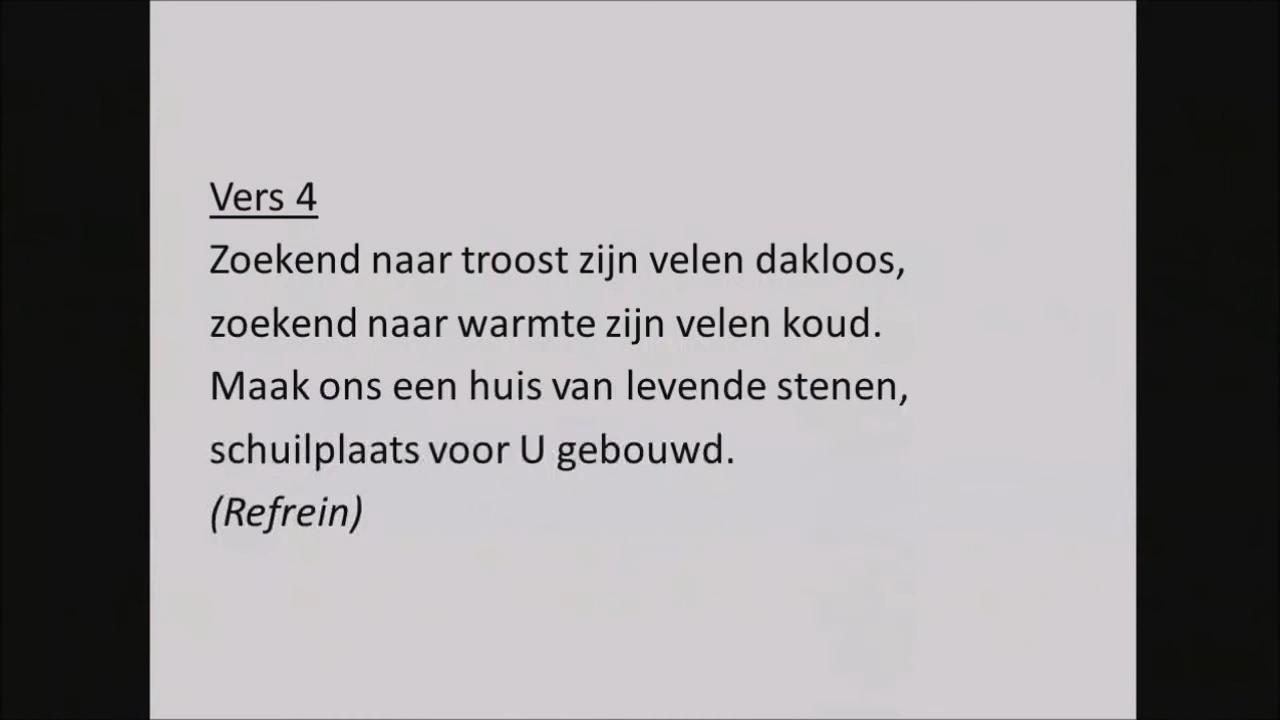 Vers 4
Zoekend naar troost zijn velen dakloos,
zoekend naar warmte zijn velen koud.
Maak ons een huis van levende stenen,
schuilplaats voor U gebouwd.
(Refrein)